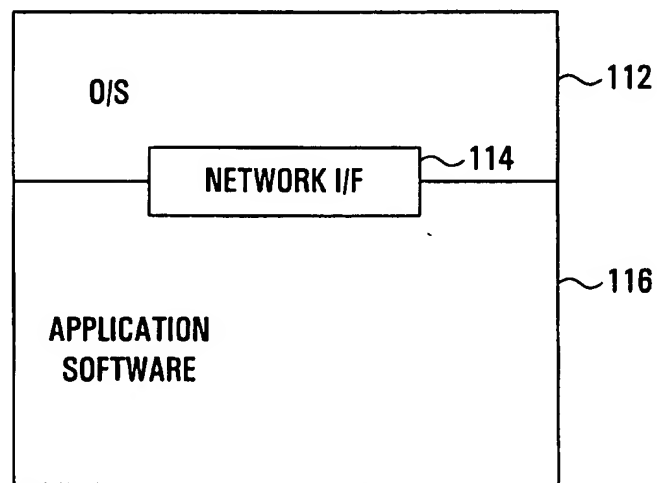 O/S
112
NETWORK I/F
114
116
APPLICATION
SOFTWARE